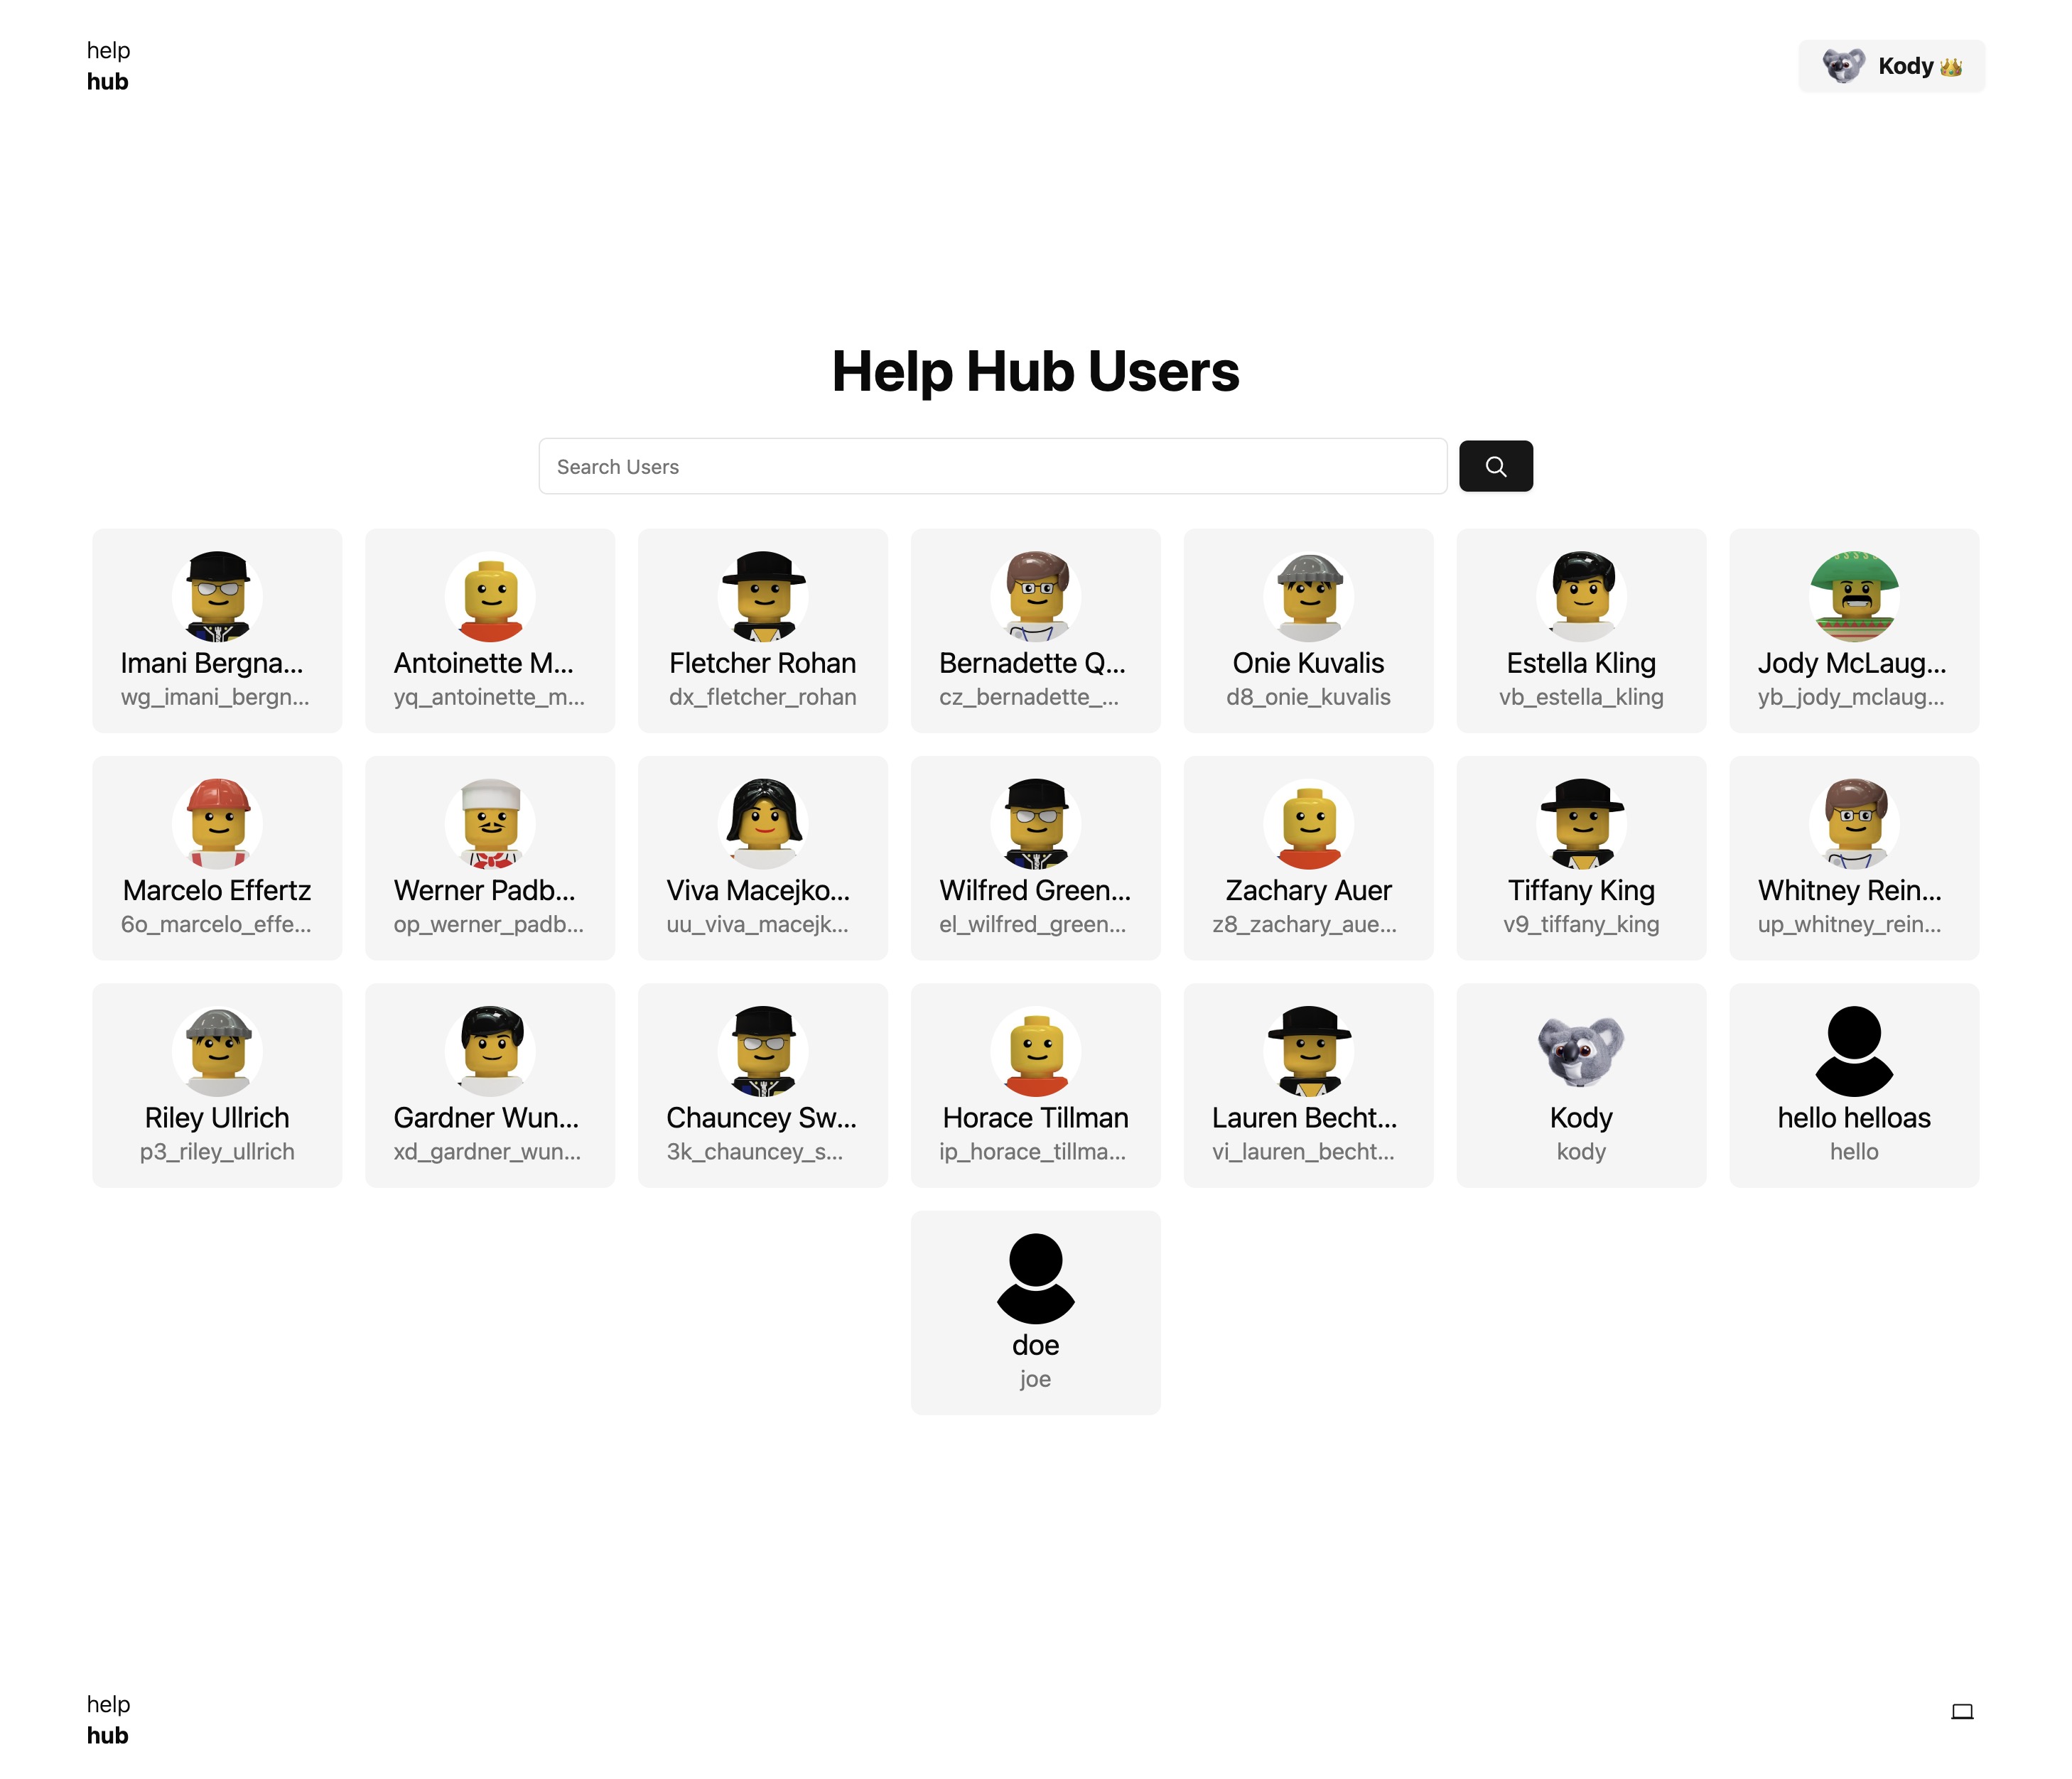 help
hub
Kody 👑
Help Hub Users
Search Users
Imani Bergna...
wg_imani_bergn...
Antoinette M...
yq_antoinette_m...
Fletcher Rohan
dx_fletcher_rohan
Bernadette Q...
cz_bernadette_...
Onie Kuvalis
d8_onie_kuvalis
Estella Kling
vb_estella_kling
Jody McLaug...
yb_jody_mclaug...
Marcelo Effertz
6o_marcelo_effe...
Werner Padb...
op_werner_padb...
Viva Macejko...
uu_viva_macejk...
Wilfred Green...
el_wilfred_green...
Zachary Auer
z8_zachary_aue...
Tiffany King
v9_tiffany_king
Whitney Rein...
up_whitney_rein...
Riley Ullrich
p3_riley_ullrich
Gardner Wun...
xd_gardner_wun...
Chauncey Sw...
3k_chauncey_s...
Horace Tillman
ip_horace_tillma...
Lauren Becht...
vi_lauren_becht...
Kody
kody
hello helloas
hello
doe
joe
help
hub